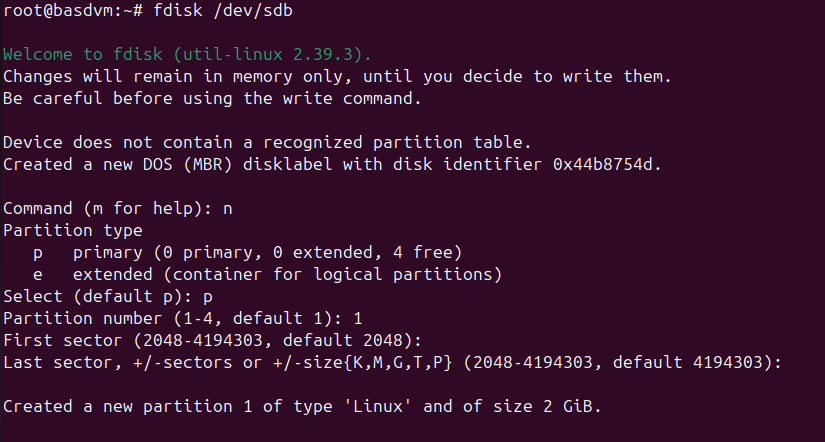 root@basdvm:~# fdisk /dev/sdb
Welcome to fdisk (util-linux 2.39.3).
Changes will remain in memory only, until you decide to write them.
Be careful before using the write command.
Device does not contain a recognized partition table.
Created a new DOS (MBR) disklabel with disk identifier 0x44b8754d.
Command (m for help): n
Partition type
   p   primary (0 primary, 0 extended, 4 free)
   e   extended (container for logical partitions)
Select (default p): p
Partition number (1-4, default 1): 1
First sector (2048-4194303, default 2048):
Last sector, +/-sectors or +/-size{K,M,G,T,P} (2048-4194303, default 4194303):
Created a new partition 1 of type 'Linux' and of size 2 GiB.